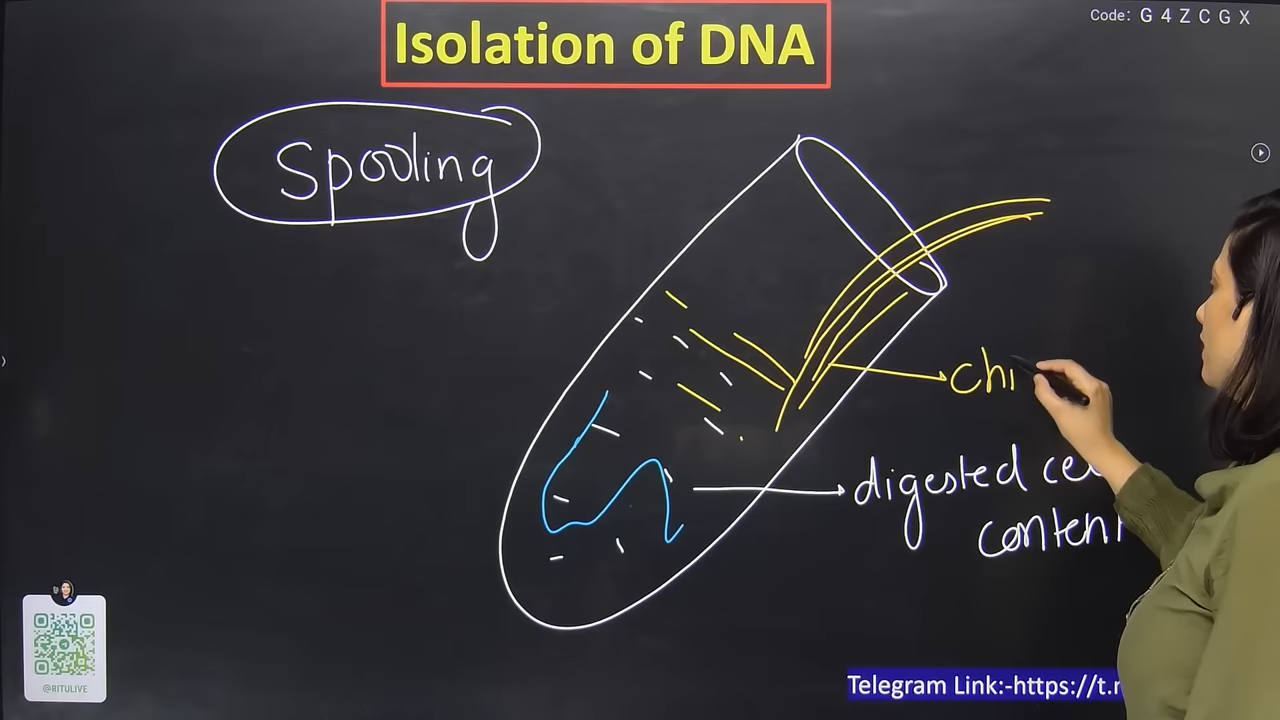 Isolation of DNA
Code: G 4 Z C G X
Spooling
chi
digested ce
conten
@RITULIVE
Telegram Link:-https://t.